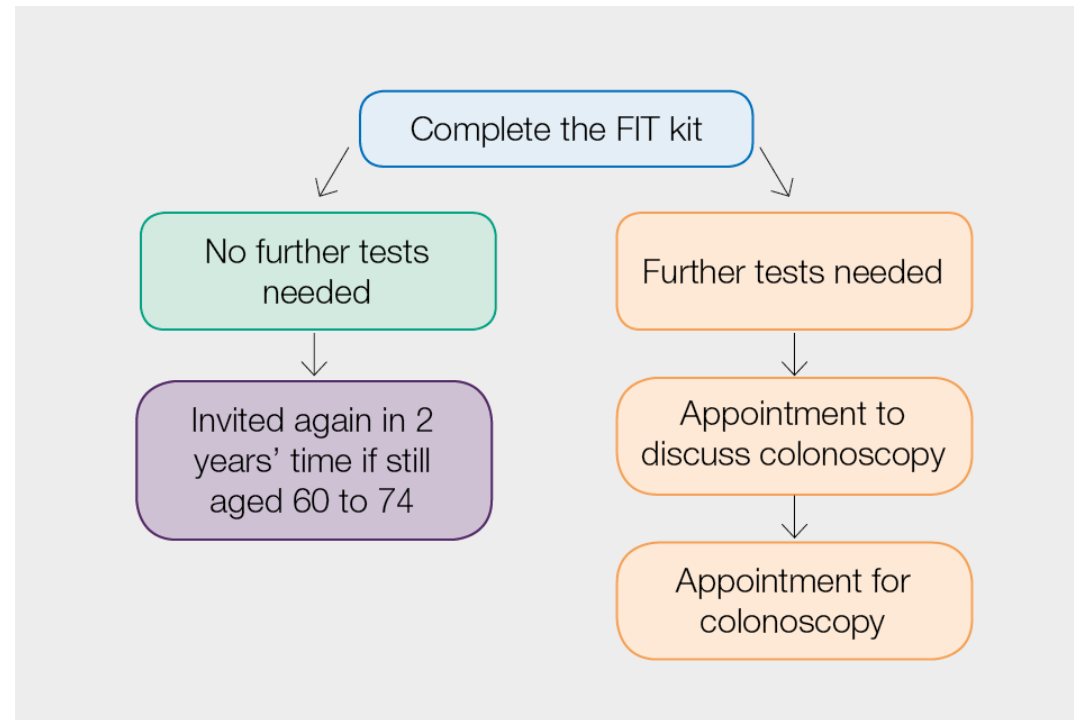 Complete the FIT kit
No further tests
needed
Further tests needed
Invited again in 2
years’ time if still
aged 60 to 74
Appointment to
discuss colonoscopy
Appointment for
colonoscopy